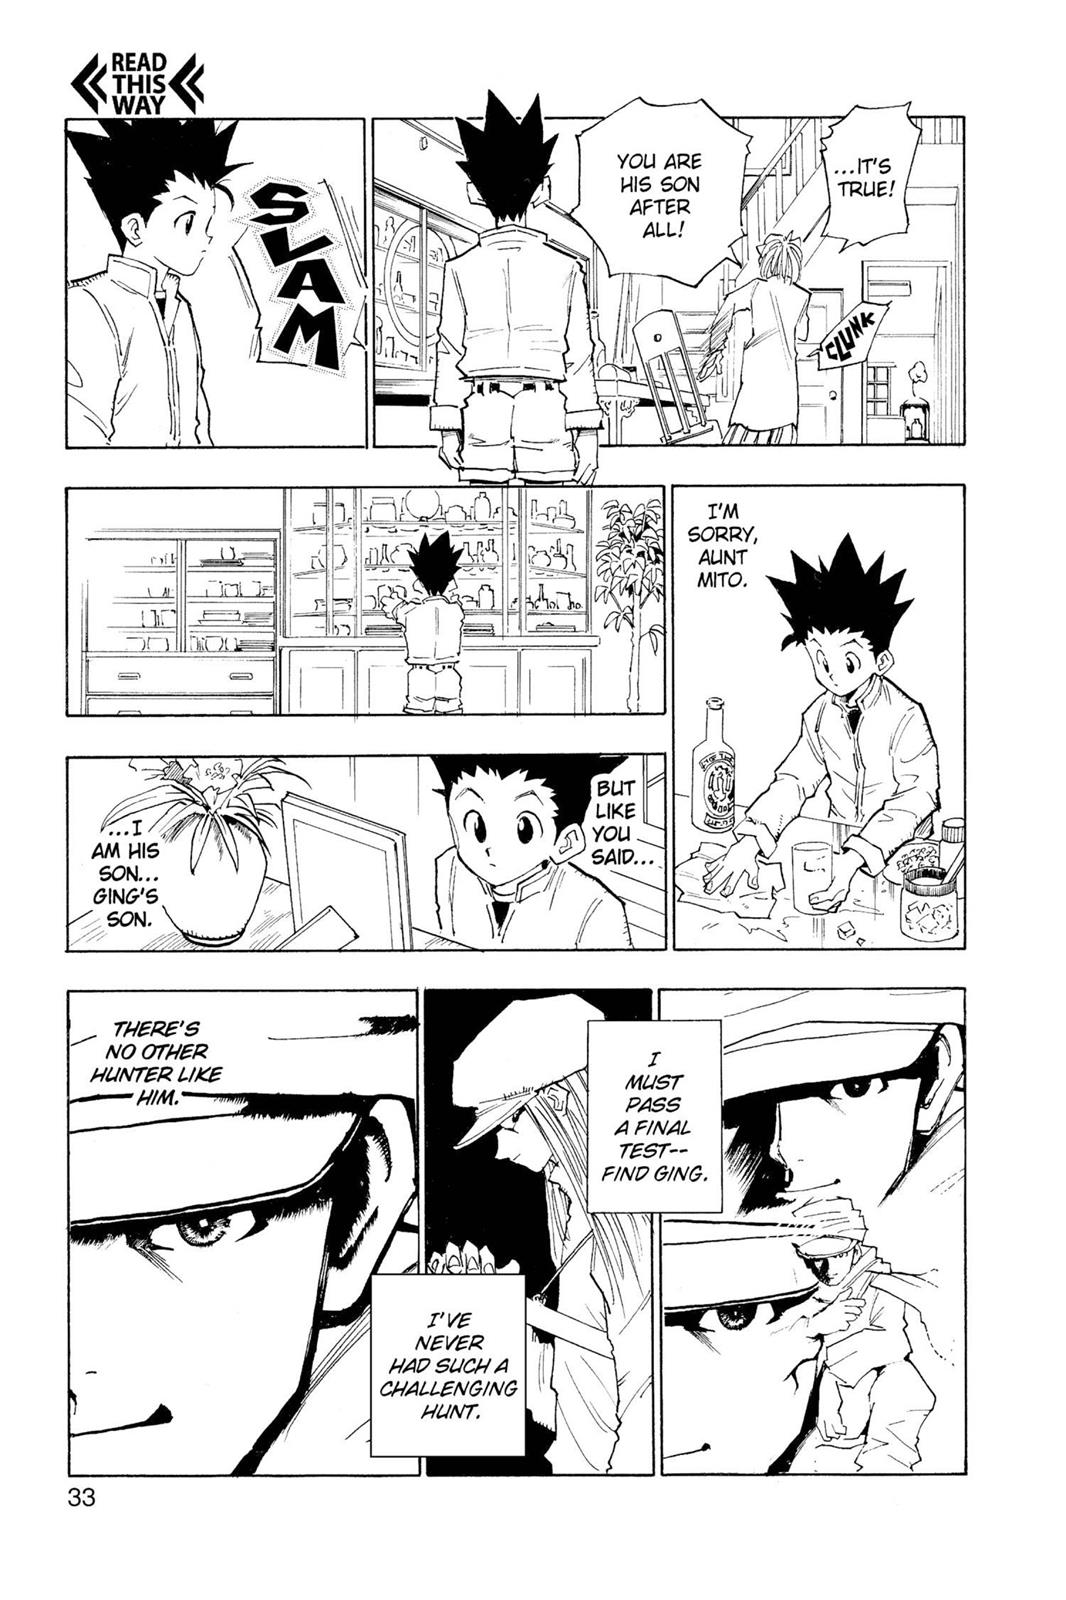 READ
THIS
WAY
...IT'S
TRUE!
YOU ARE
HIS SON
AFTER
ALL!
CLUNK
SLAM
I'M
SORRY,
AUNT
MITO.
BUT
LIKE
YOU
SAID...
...I
AM HIS
SON...
GING'S
SON.
I
MUST
PASS
A FINAL
TEST--
FIND GING.
I'VE
NEVER
HAD SUCH A
CHALLENGING
HUNT.
THERE'S
NO OTHER
HUNTER LIKE
HIM.
33